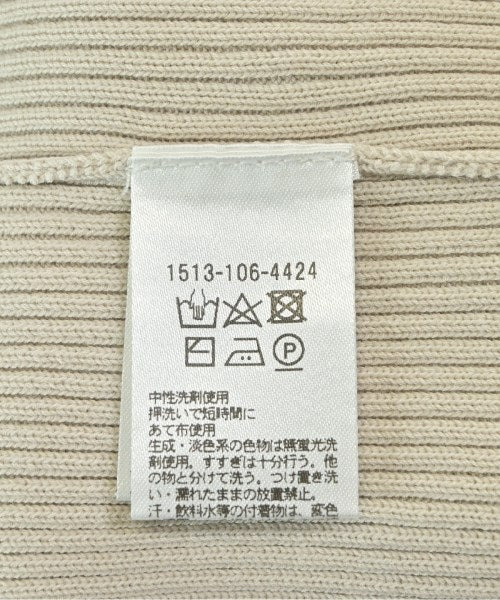 1513-106-4424
P
中性洗剤使用
押洗いで短時間に
あて布使用
生成・淡色系の色物は無蛍光洗
剤使用。すすぎは十分行う。他
の物と分けて洗う。つけ置き洗
い・濡れたままの放置禁止。
汗・飲料水等の付着物は、変色